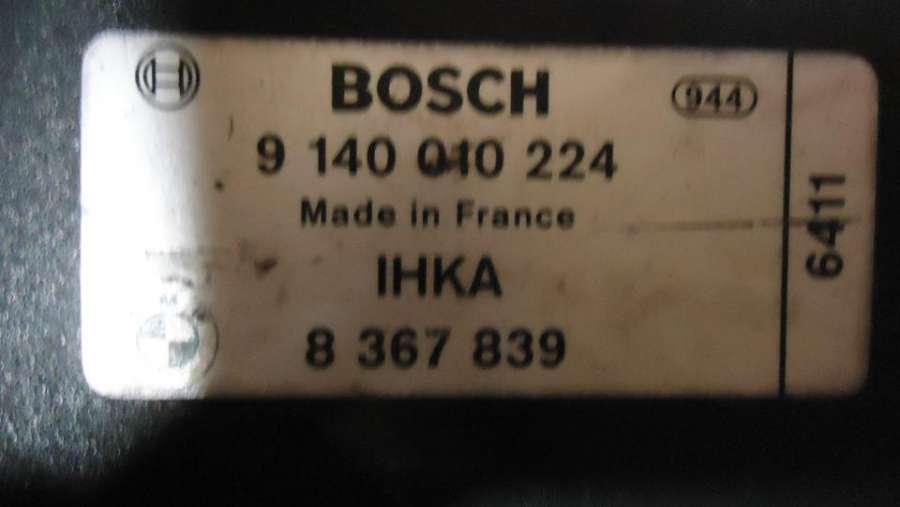 BOSCH
944
9 140 010 224
Made in France
IHKA
8 367 839
6411